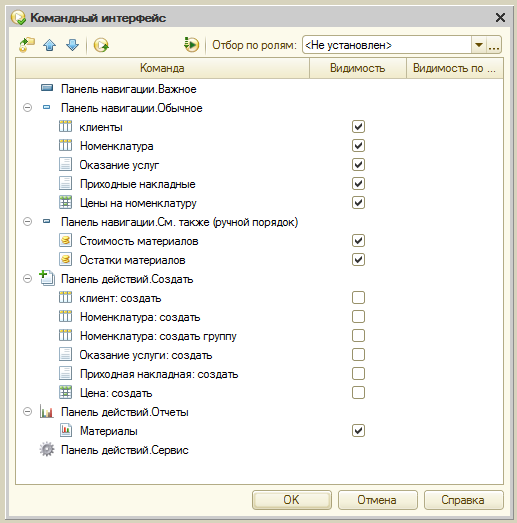 Командный интерфейс
Отбор по ролям: <Не установлен>
Команда Видимость Видимость по ...
Панель навигации.Важное
Панель навигации.Обычное
клиенты
Номенклатура
Оказание услуг
Приходные накладные
Цены на номенклатуру
Панель навигации.См. также (ручной порядок)
Стоимость материалов
Остатки материалов
Панель действий.Создать
клиент: создать
Номенклатура: создать
Номенклатура: создать группу
Оказание услуги: создать
Приходная накладная: создать
Цена: создать
Панель действий.Отчеты
Материалы
Панель действий.Сервис
OK Отмена Справка